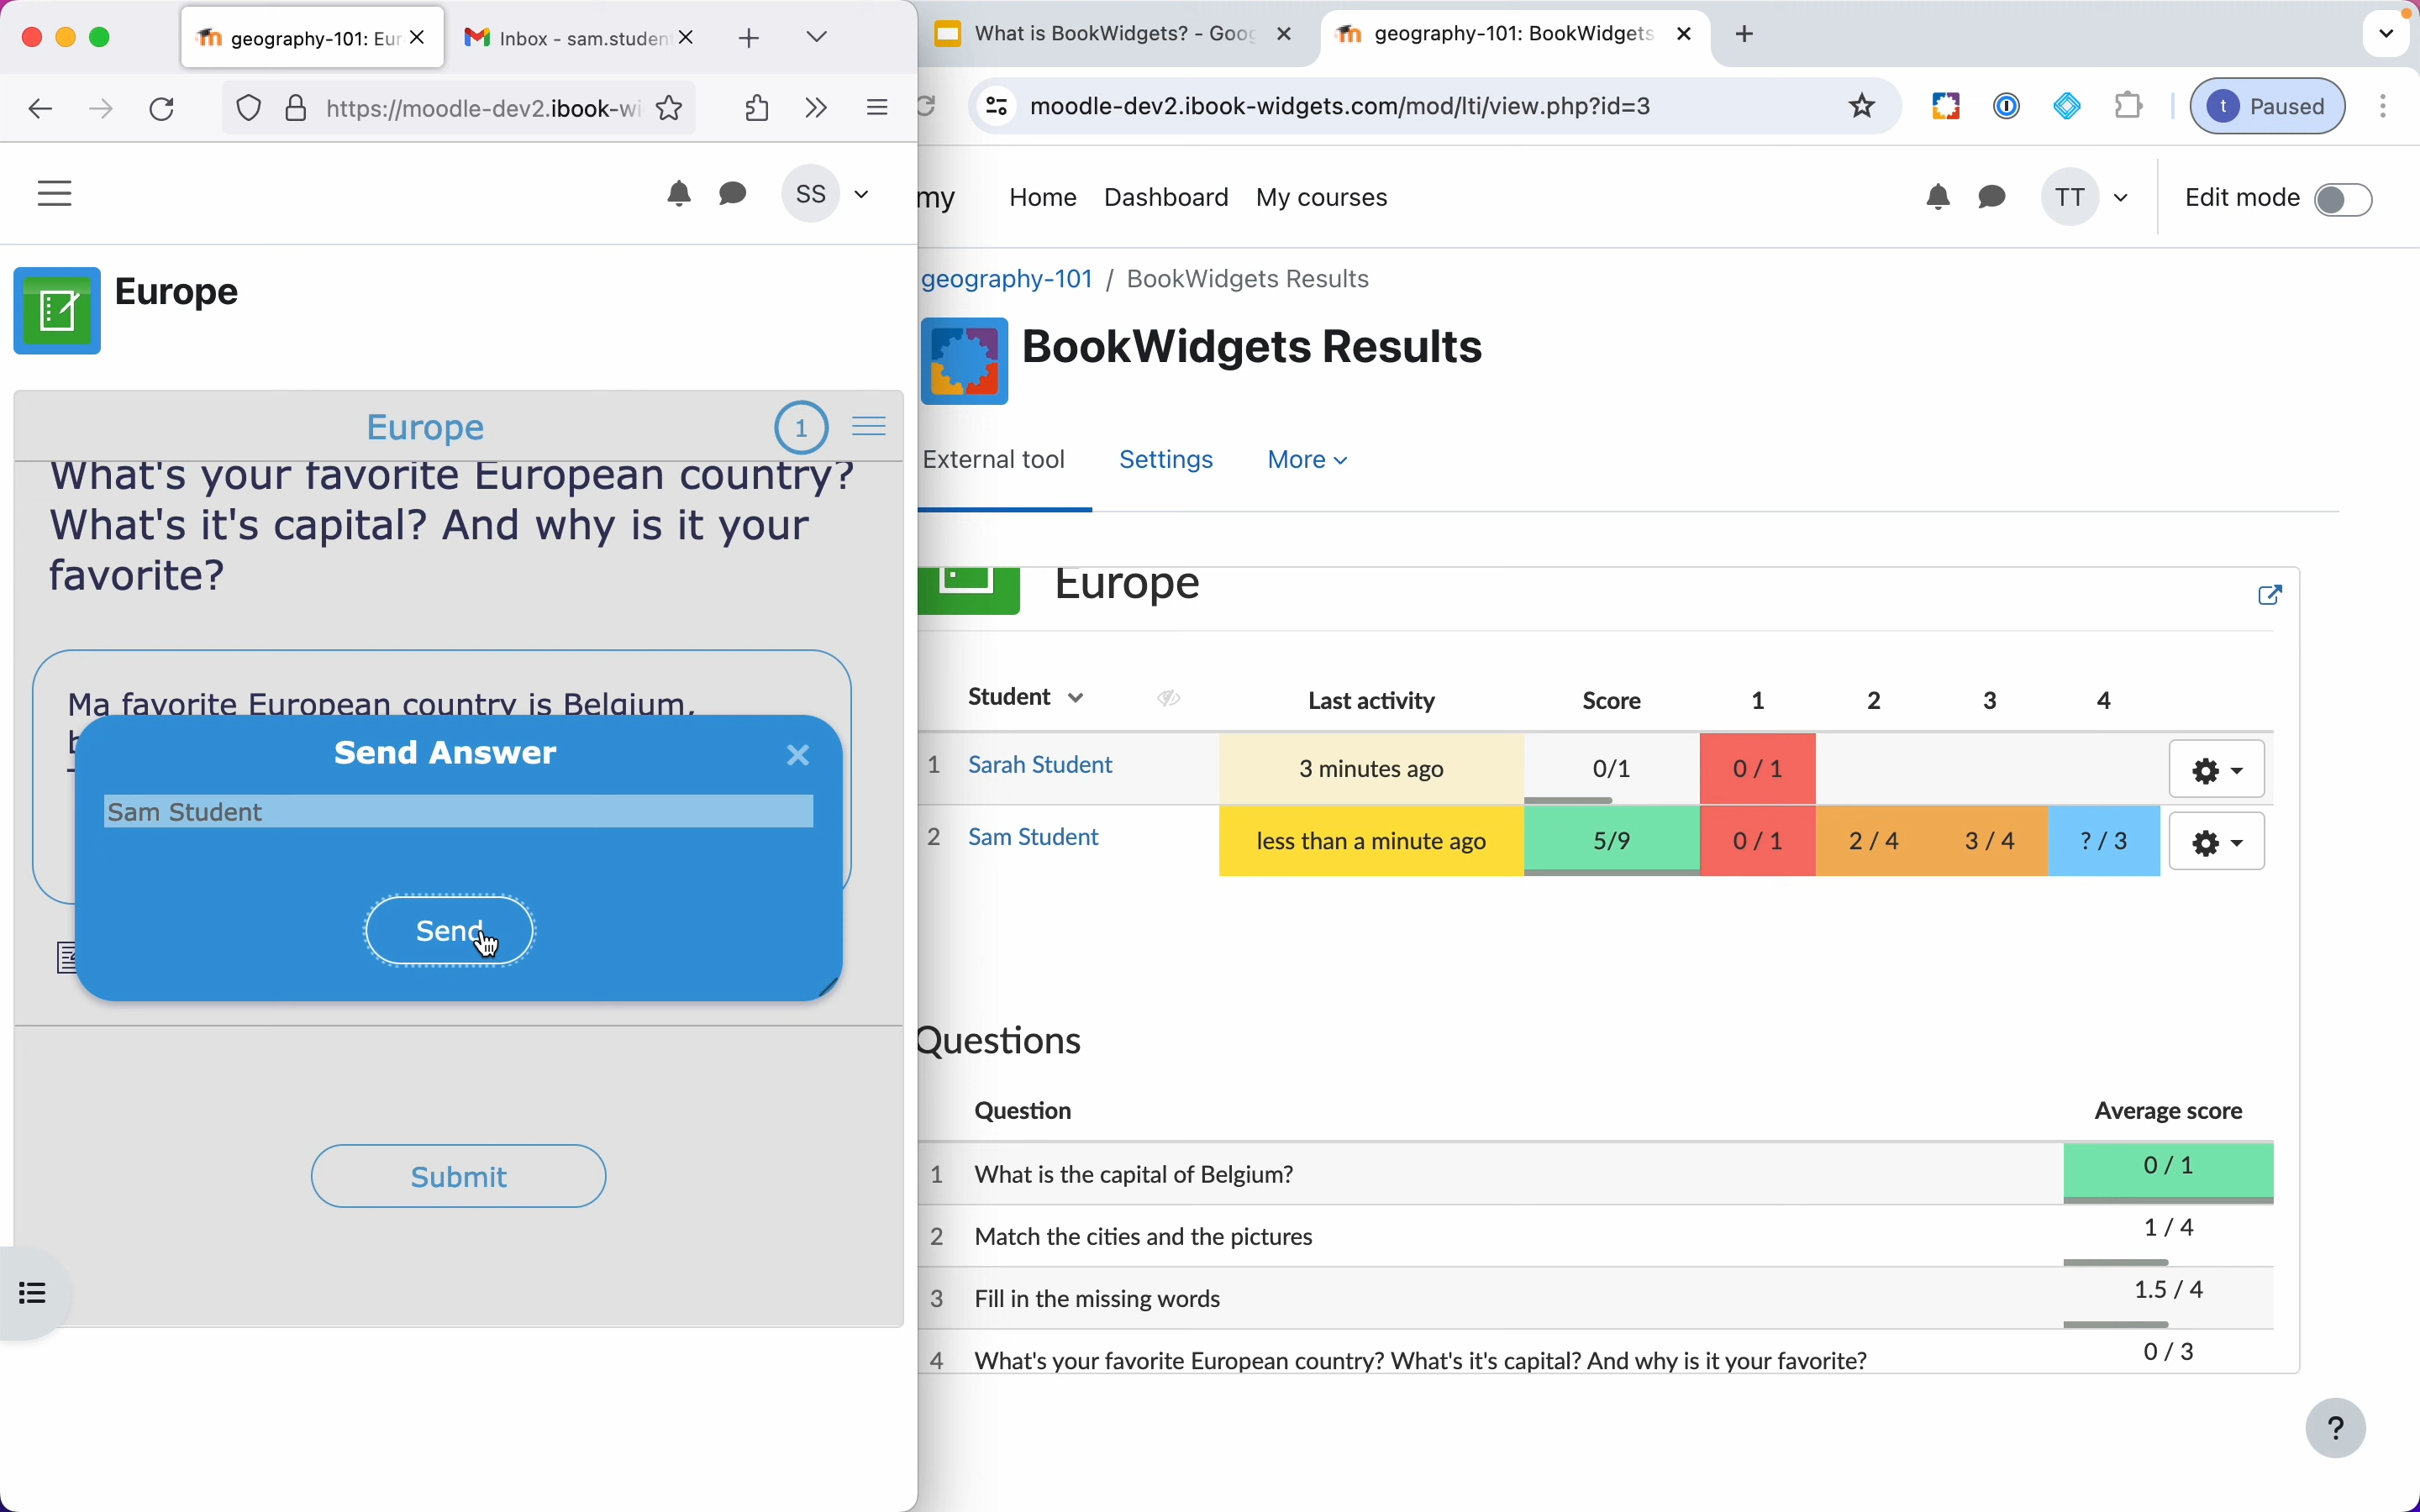 geography-101: Eur
Inbox - sam.studen
https://moodle-dev2.ibook-wi
SS
Europe
Europe
1
What's your favorite European country?
What's it's capital? And why is it your
favorite?
Ma favorite European country is Belgium,
Send Answer
Sam Student
Send
Submit
What is BookWidgets? - Goog
geography-101: BookWidgets
moodle-dev2.ibook-widgets.com/mod/lti/view.php?id=3
t Paused
my Home Dashboard My courses
TT
Edit mode
geography-101 / BookWidgets Results
BookWidgets Results
External tool Settings More
Europe
Student Last activity Score 1 2 3 4
1 Sarah Student 3 minutes ago 0/1 0 / 1
2 Sam Student less than a minute ago 5/9 0 / 1 2 / 4 3 / 4 ? / 3
Questions
Question Average score
1 What is the capital of Belgium? 0 / 1
2 Match the cities and the pictures 1 / 4
3 Fill in the missing words 1.5 / 4
4 What's your favorite European country? What's it's capital? And why is it your favorite? 0 / 3
?